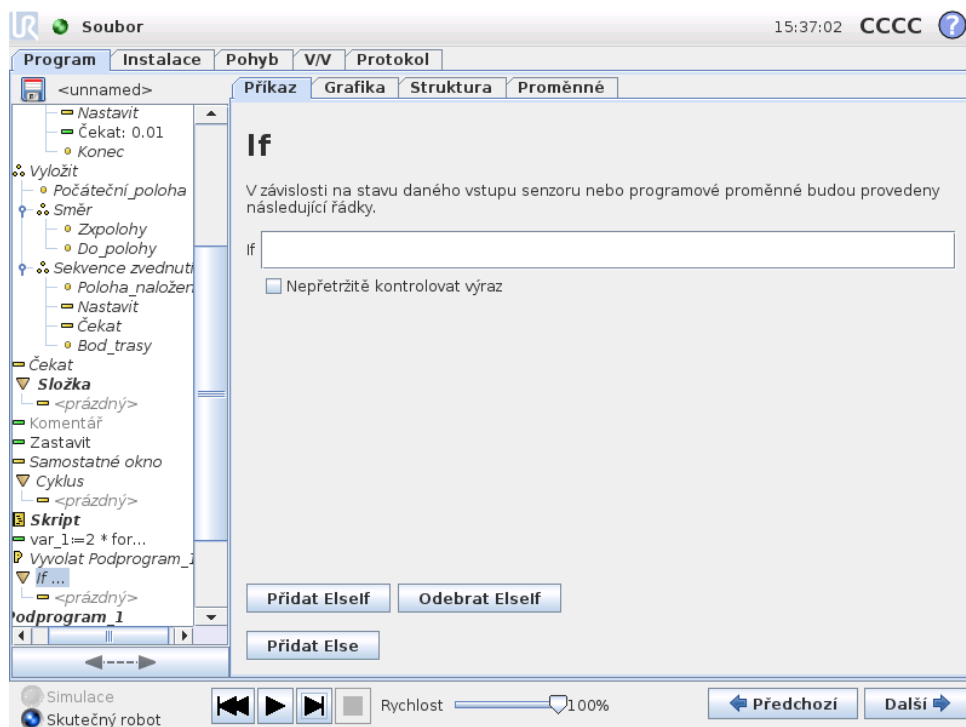 UR Soubor 15:37:02 CCCC ?
Program Instalace Pohyb V/V Protokol
<unnamed>
Příkaz Grafika Struktura Proměnné
Nastavit
Čekat: 0.01
Konec
Vyložit
Počáteční_poloha
Směr
Zxpolohy
Do_polohy
Sekvence zvednutí
Poloha_naložen
Nastavit
Čekat
Bod_trasy
Čekat
Složka
<prázdný>
Komentář
Zastavit
Samostatné okno
Cyklus
<prázdný>
Skript
var_1:=2 * for...
Vyvolat Podprogram_1
If ...
<prázdný>
Podprogram_1
If
V závislosti na stavu daného vstupu senzoru nebo programové proměnné budou provedeny
následující řádky.
If
Nepřetržitě kontrolovat výraz
Přidat ElseIf Odebrat ElseIf
Přidat Else
Simulace
Skutečný robot
Rychlost 100%
Předchozí Další